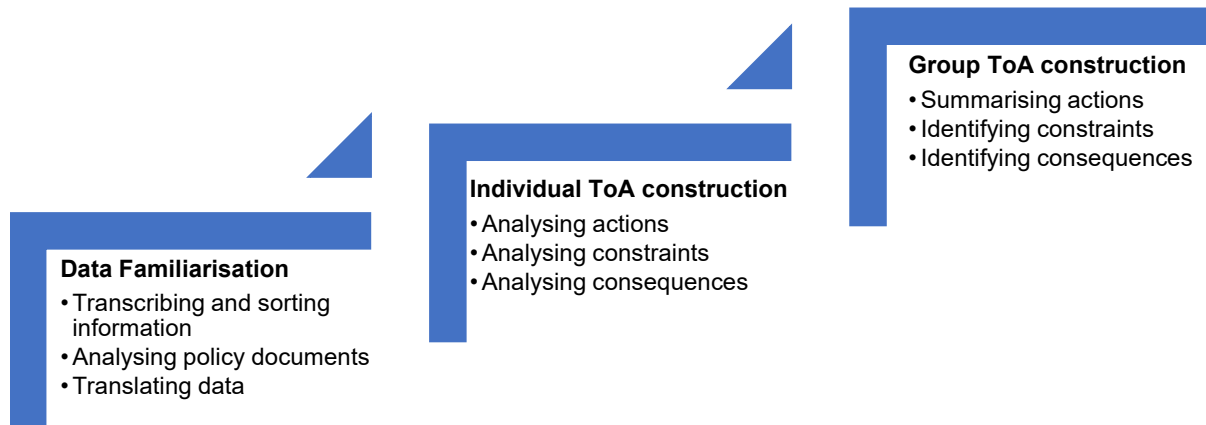 Data Familiarisation
• Transcribing and sorting
information
• Analysing policy documents
• Translating data
Individual ToA construction
• Analysing actions
• Analysing constraints
• Analysing consequences
Group ToA construction
• Summarising actions
• Identifying constraints
• Identifying consequences